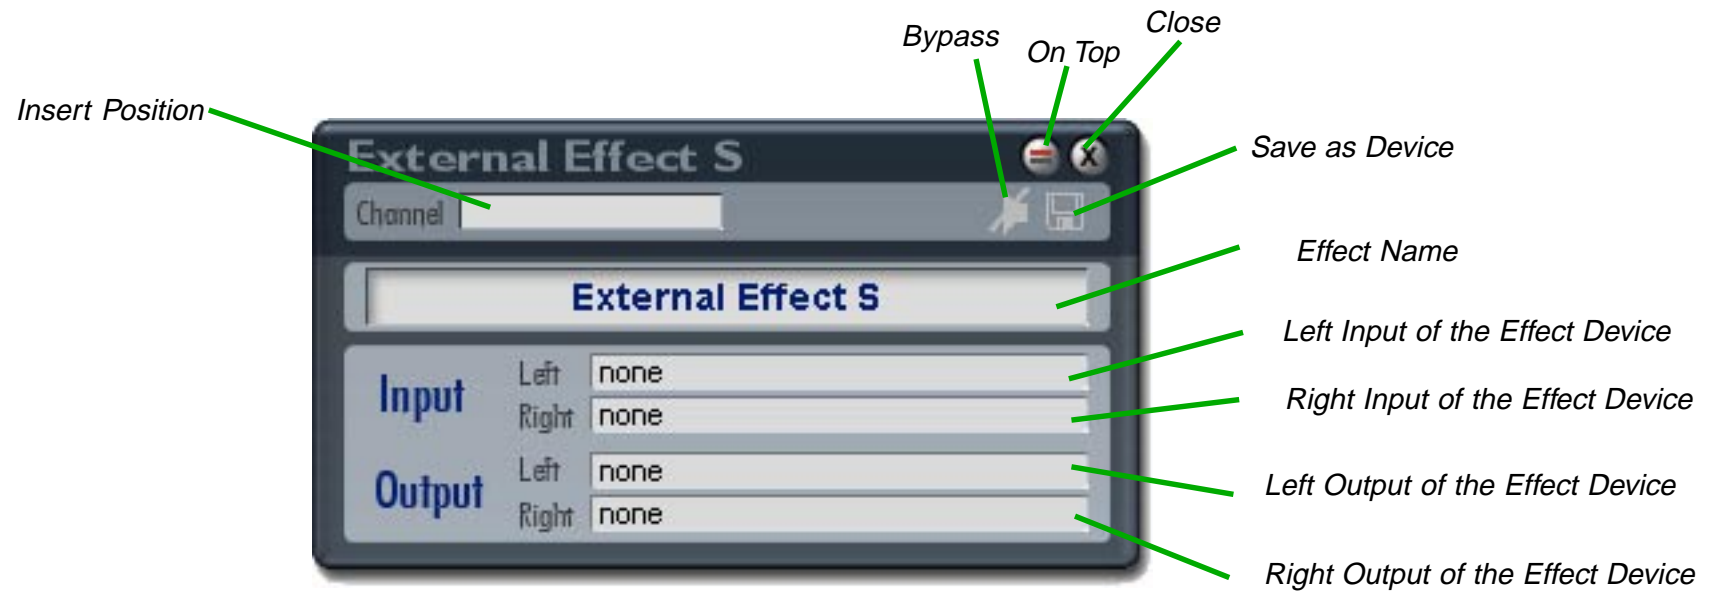 Close
Bypass
On Top
Insert Position
External Effect S
X
Save as Device
Channel
Effect Name
External Effect S
Left Input of the Effect Device
Input
Left none
Right Input of the Effect Device
Right none
Output
Left none
Left Output of the Effect Device
Right none
Right Output of the Effect Device